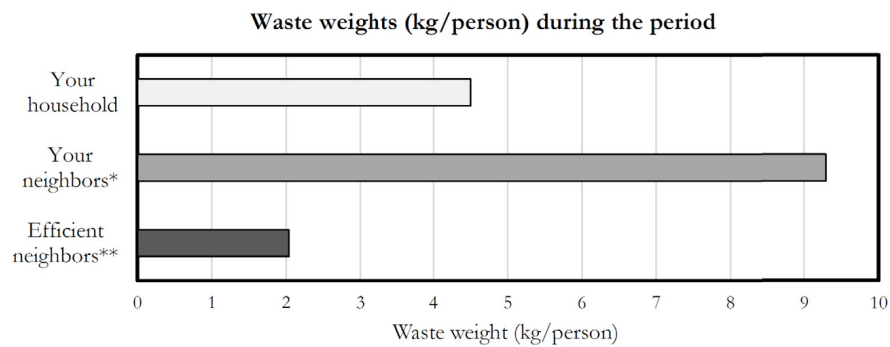 Waste weights (kg/person) during the period
Your
household
Your
neighbors*
Efficient
neighbors**
0 1 2 3 4 5 6 7 8 9 10
Waste weight (kg/person)